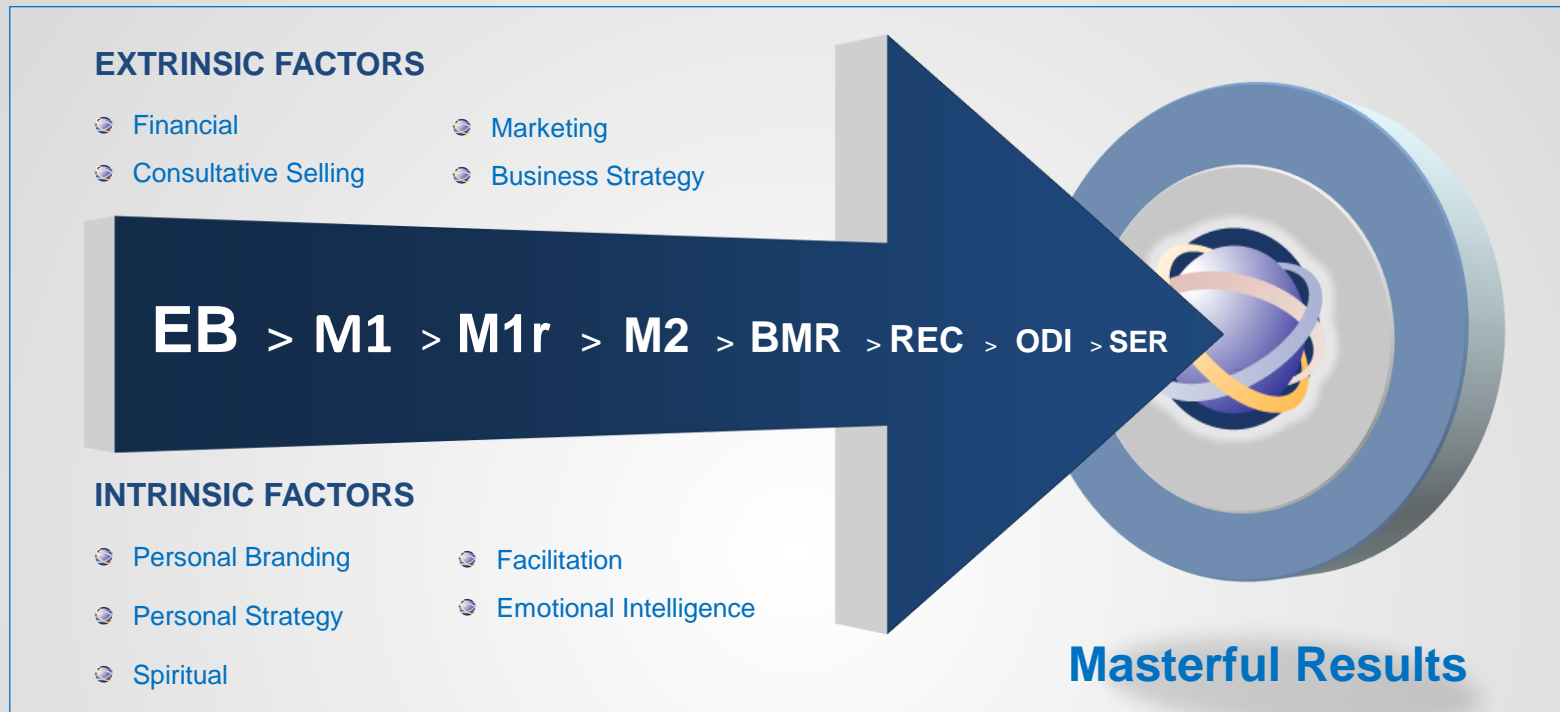 EXTRINSIC FACTORS
Financial
Marketing
Consultative Selling
Business Strategy
EB > M1 > M1r > M2 > BMR > REC > ODI > SER
INTRINSIC FACTORS
Personal Branding
Facilitation
Personal Strategy
Emotional Intelligence
Spiritual
Masterful Results